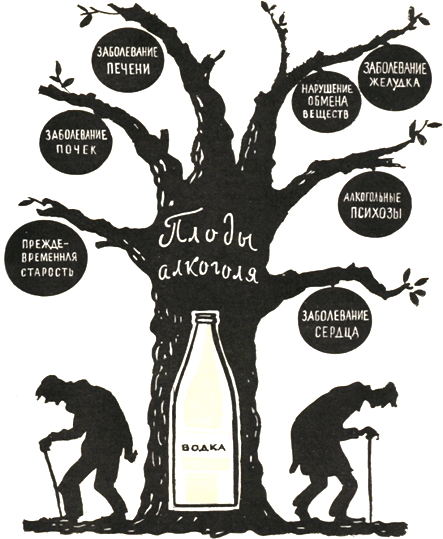 ЗАБОЛЕВАНИЕ
ПЕЧЕНИ
ЗАБОЛЕВАНИЕ
ЖЕЛУДКА
НАРУШЕНИЕ
ОБМЕНА
ВЕЩЕСТВ
ЗАБОЛЕВАНИЕ
ПОЧЕК
АЛКОГОЛЬНЫЕ
ПСИХОЗЫ
Плоды
алкоголя
ПРЕЖДЕ-
ВРЕМЕННАЯ
СТАРОСТЬ
ЗАБОЛЕВАНИЕ
СЕРДЦА
ВОДКА